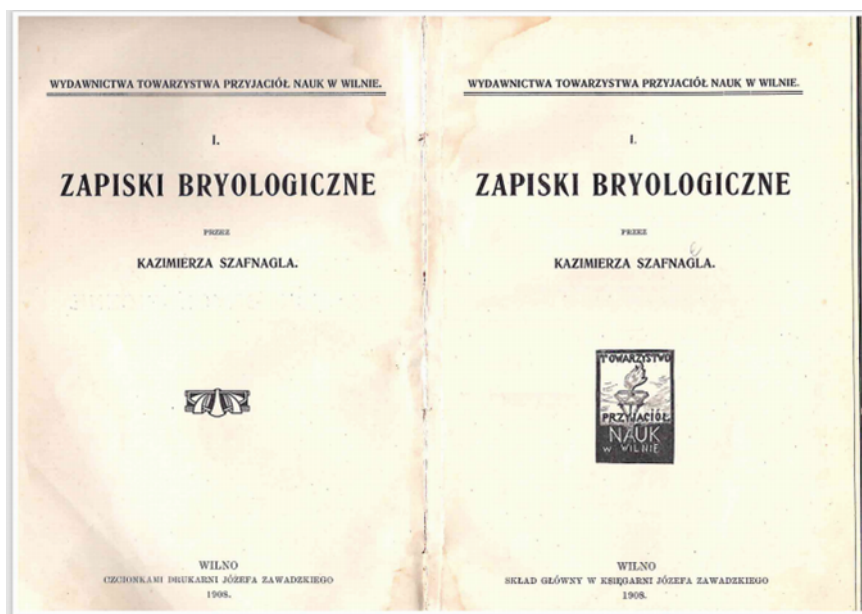 WYDAWNICTWA TOWARZYSTWA PRZYJACIÓŁ NAUK W WILNIE.
I.
ZAPISKI BRYOLOGICZNE
PRZEZ
KAZIMIERZA SZAFNAGLA.
WILNO
CZCIONKAMI DRUKARNI JÓZEFA ZAWADZKIEGO
1908.
WYDAWNICTWA TOWARZYSTWA PRZYJACIÓŁ NAUK W WILNIE.
I.
ZAPISKI BRYOLOGICZNE
PRZEZ
KAZIMIERZA SZAFNAGLA.
TOWARZYSTWO
PRZYJACIÓŁ
NAUK
W WILNIE
WILNO
SKŁAD GŁÓWNY W KSIĘGARNI JÓZEFA ZAWADZKIEGO
1908.